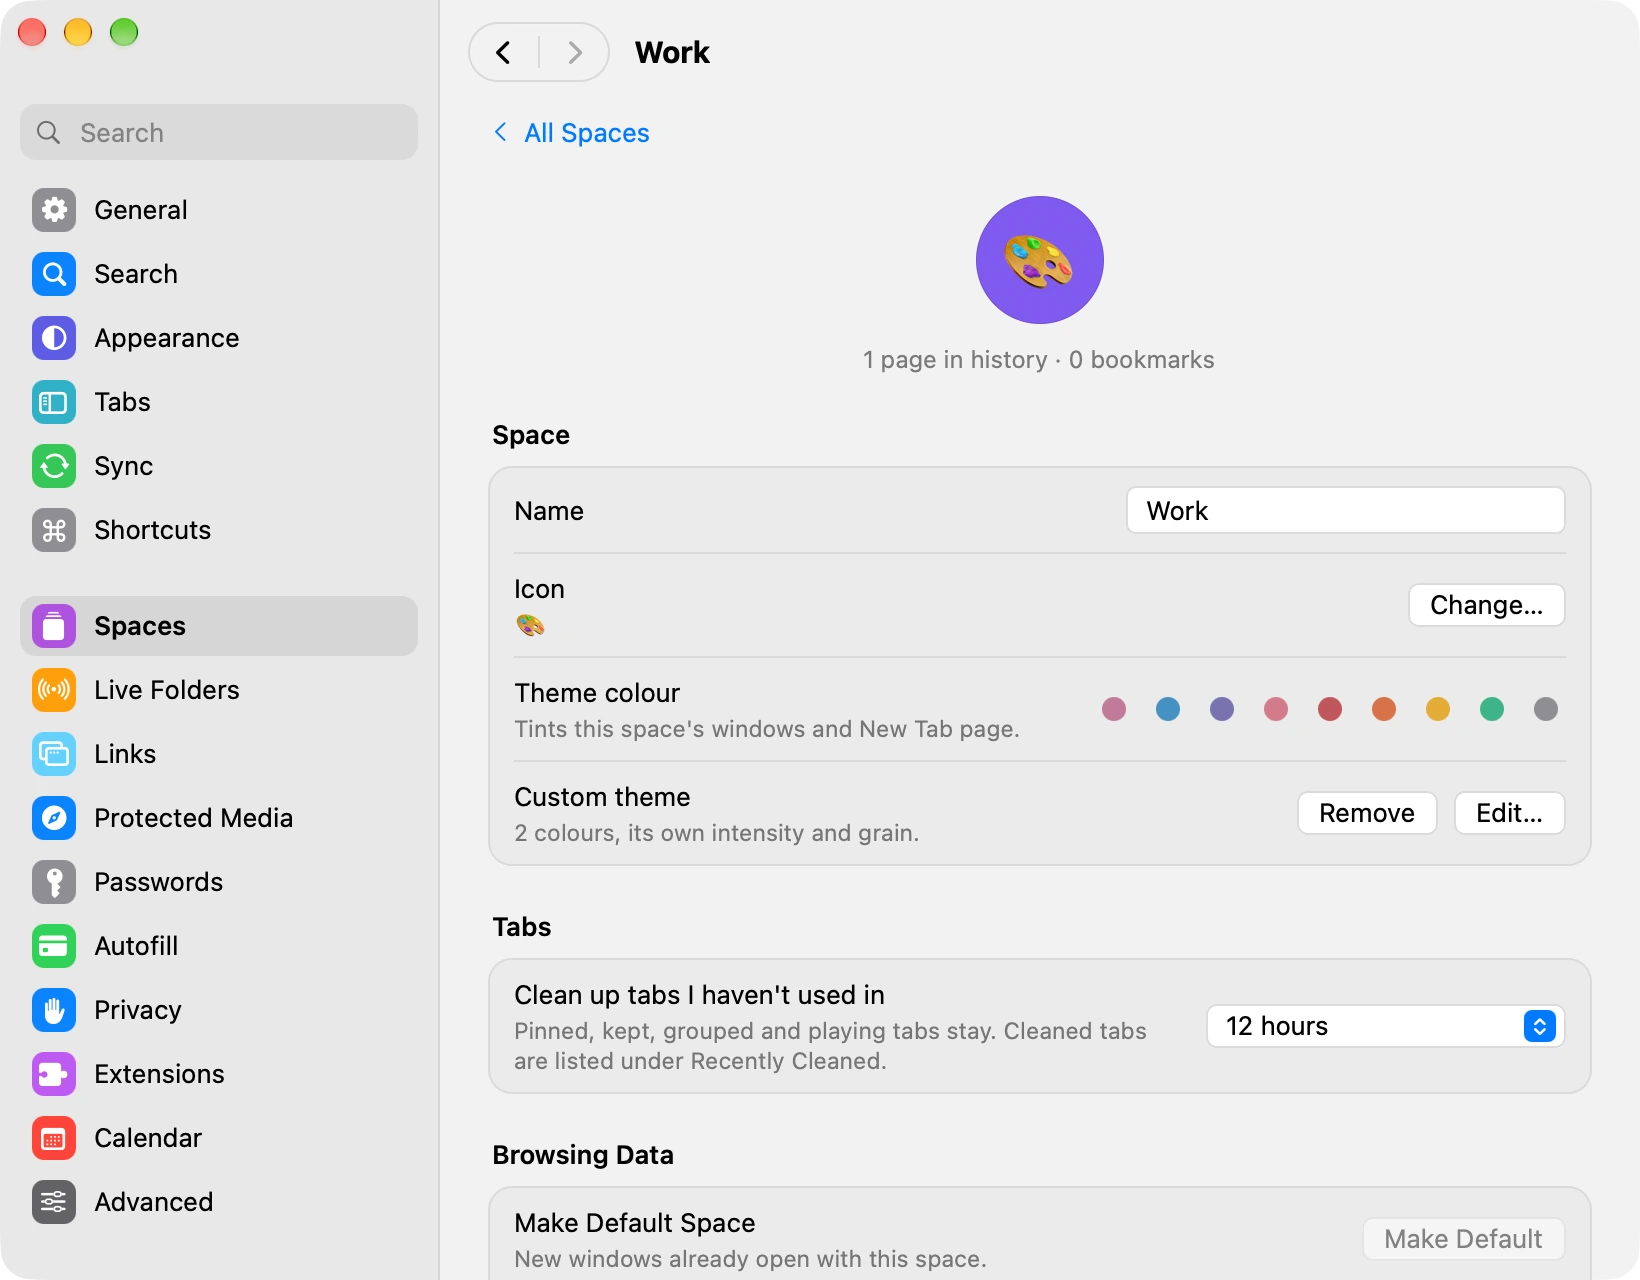 Work
Search
All Spaces
General
Search
Appearance
Tabs
Sync
Shortcuts
Spaces
Live Folders
Links
Protected Media
Passwords
Autofill
Privacy
Extensions
Calendar
Advanced
1 page in history · 0 bookmarks
Space
Name
Work
Icon
Change...
Theme colour
Tints this space's windows and New Tab page.
Custom theme
2 colours, its own intensity and grain.
Remove
Edit...
Tabs
Clean up tabs I haven't used in
Pinned, kept, grouped and playing tabs stay. Cleaned tabs
are listed under Recently Cleaned.
12 hours
Browsing Data
Make Default Space
New windows already open with this space.
Make Default